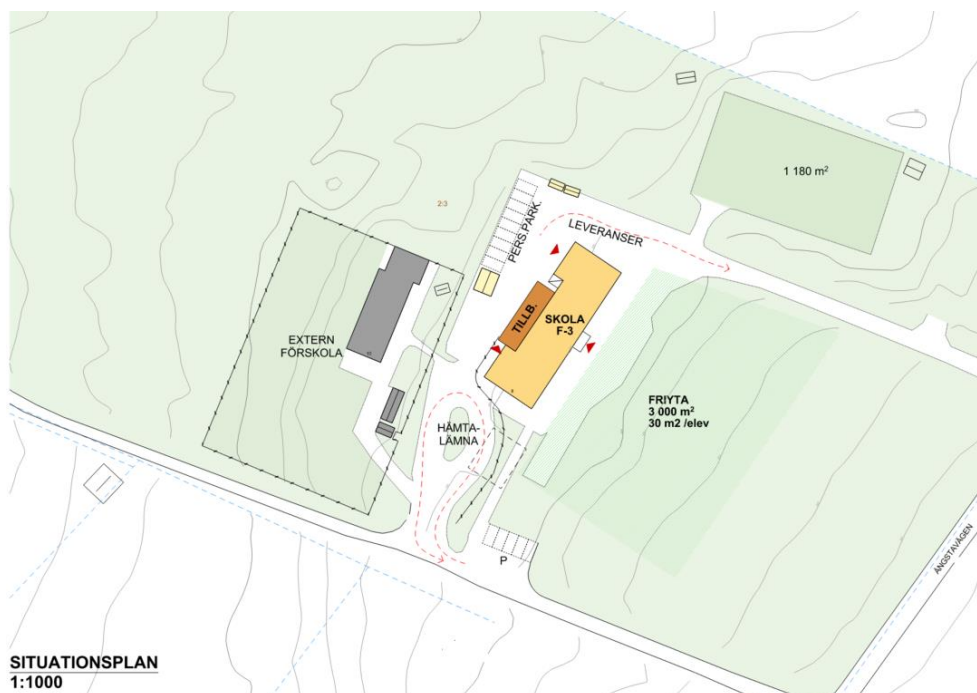 1 180 m²
2:3
PERS.PARK.
LEVERANSER
TILLB.
SKOLA
F-3
EXTERN
FÖRSKOLA
FRIYTA
3 000 m²
30 m2 /elev
HÄMTA-
LÄMNA
P
ÄNGSTAVÄGEN
SITUATIONSPLAN
1:1000